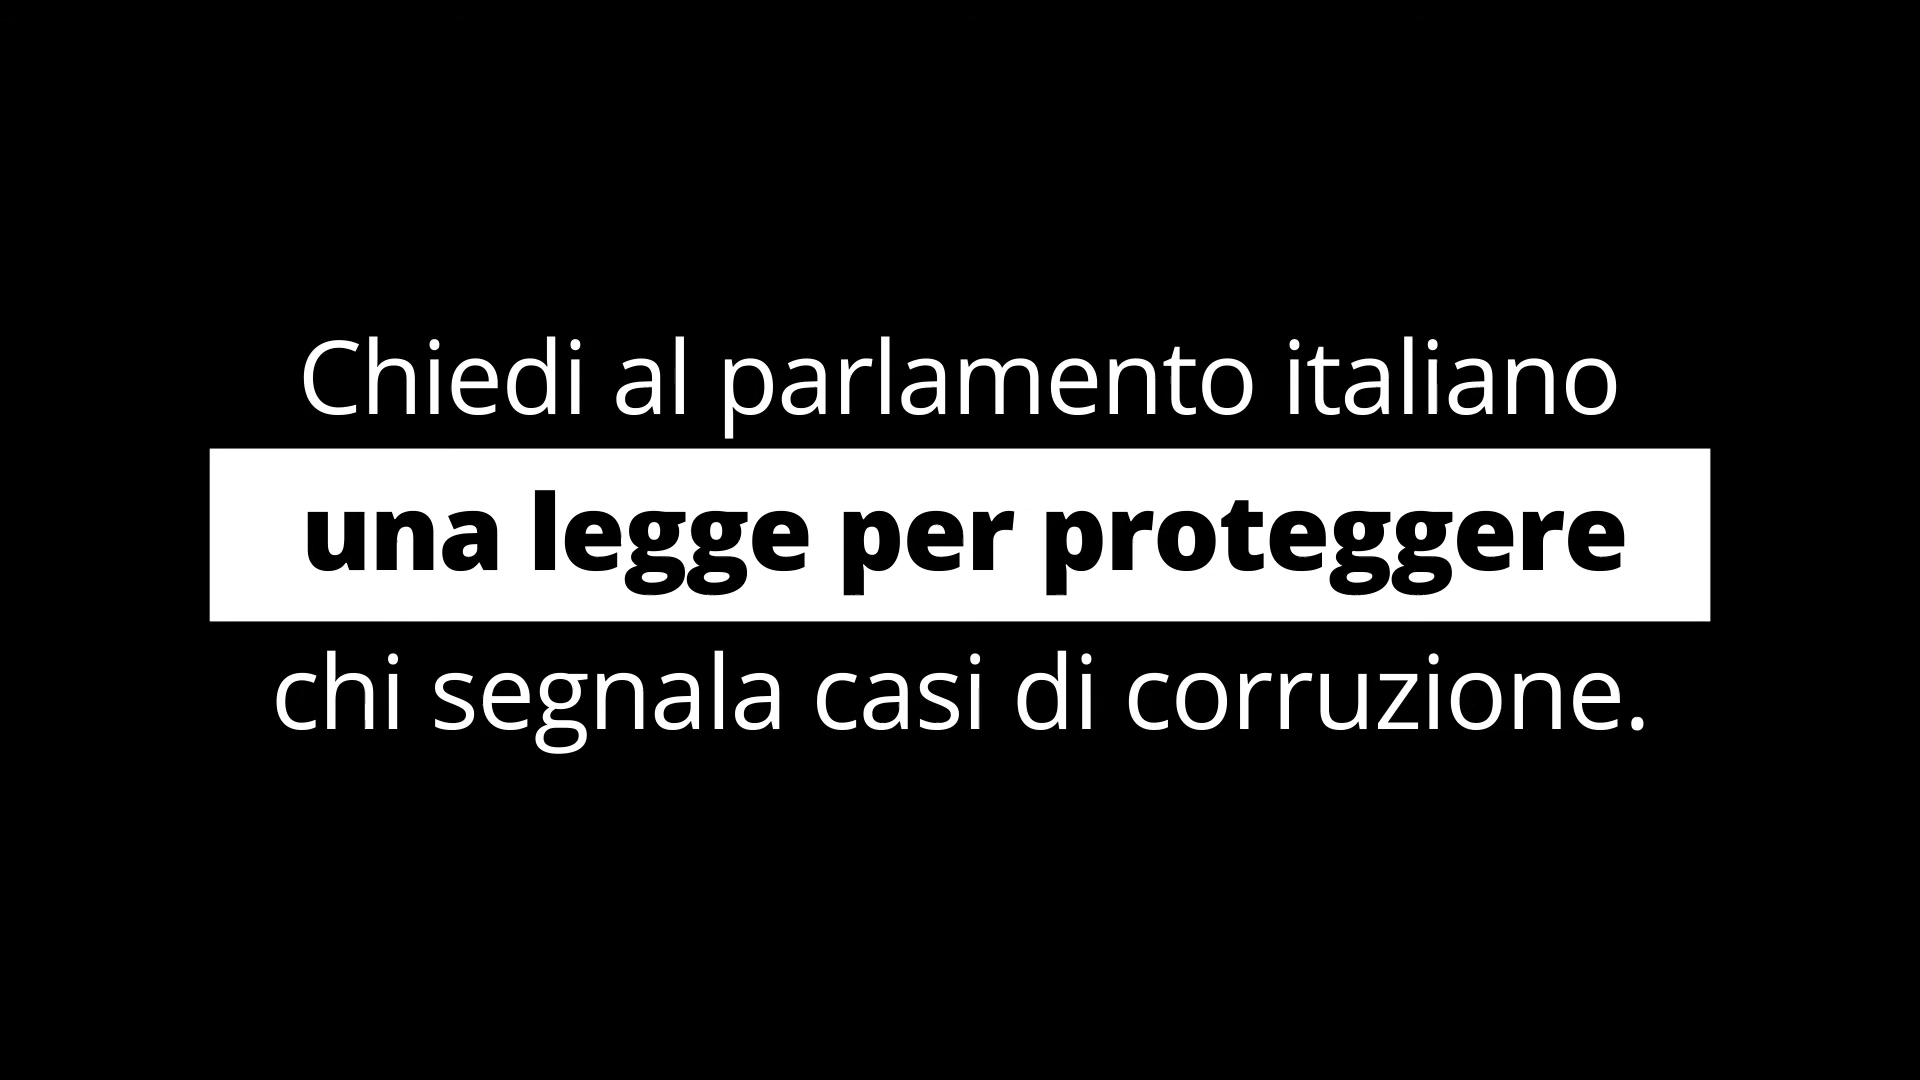 Chiedi al parlamento italiano
una legge per proteggere
chi segnala casi di corruzione.